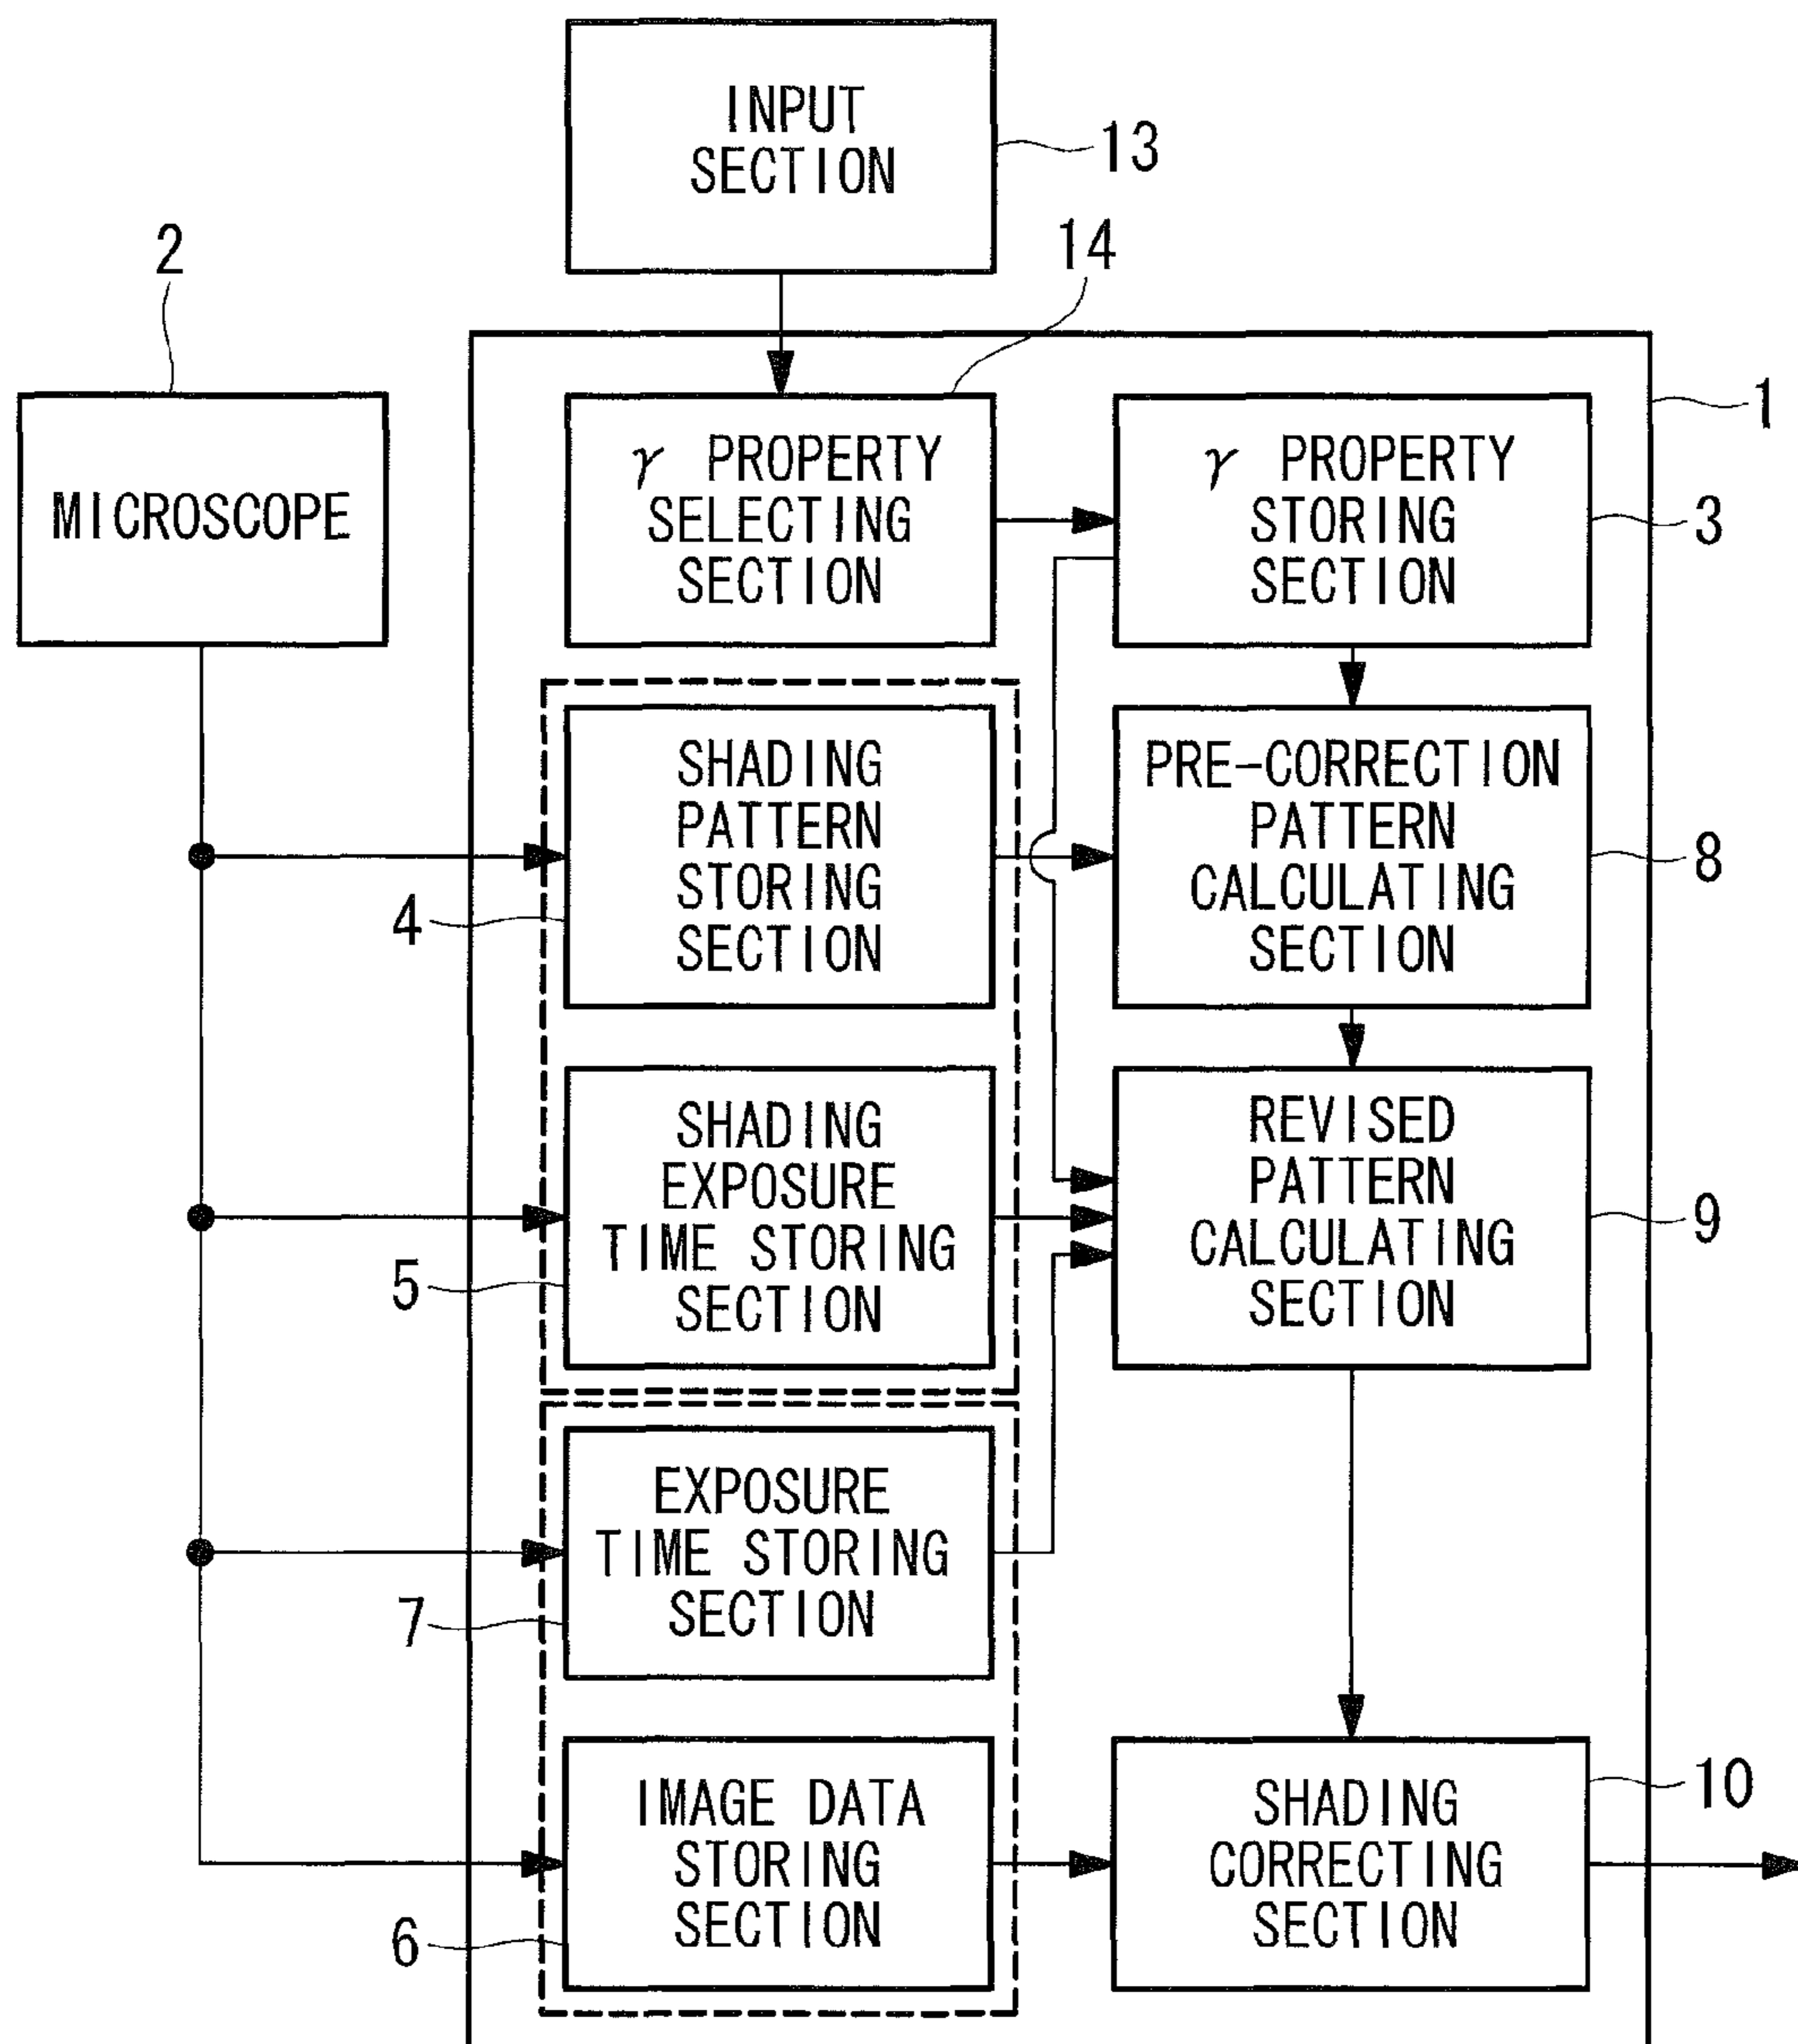 INPUT
SECTION
13
2
14
1
MICROSCOPE
γ PROPERTY
SELECTING
SECTION
γ PROPERTY
STORING
SECTION
3
SHADING
PATTERN
STORING
SECTION
4
PRE-CORRECTION
PATTERN
CALCULATING
SECTION
8
SHADING
EXPOSURE
TIME STORING
SECTION
5
REVISED
PATTERN
CALCULATING
SECTION
9
EXPOSURE
TIME STORING
SECTION
7
IMAGE DATA
STORING
SECTION
6
SHADING
CORRECTING
SECTION
10